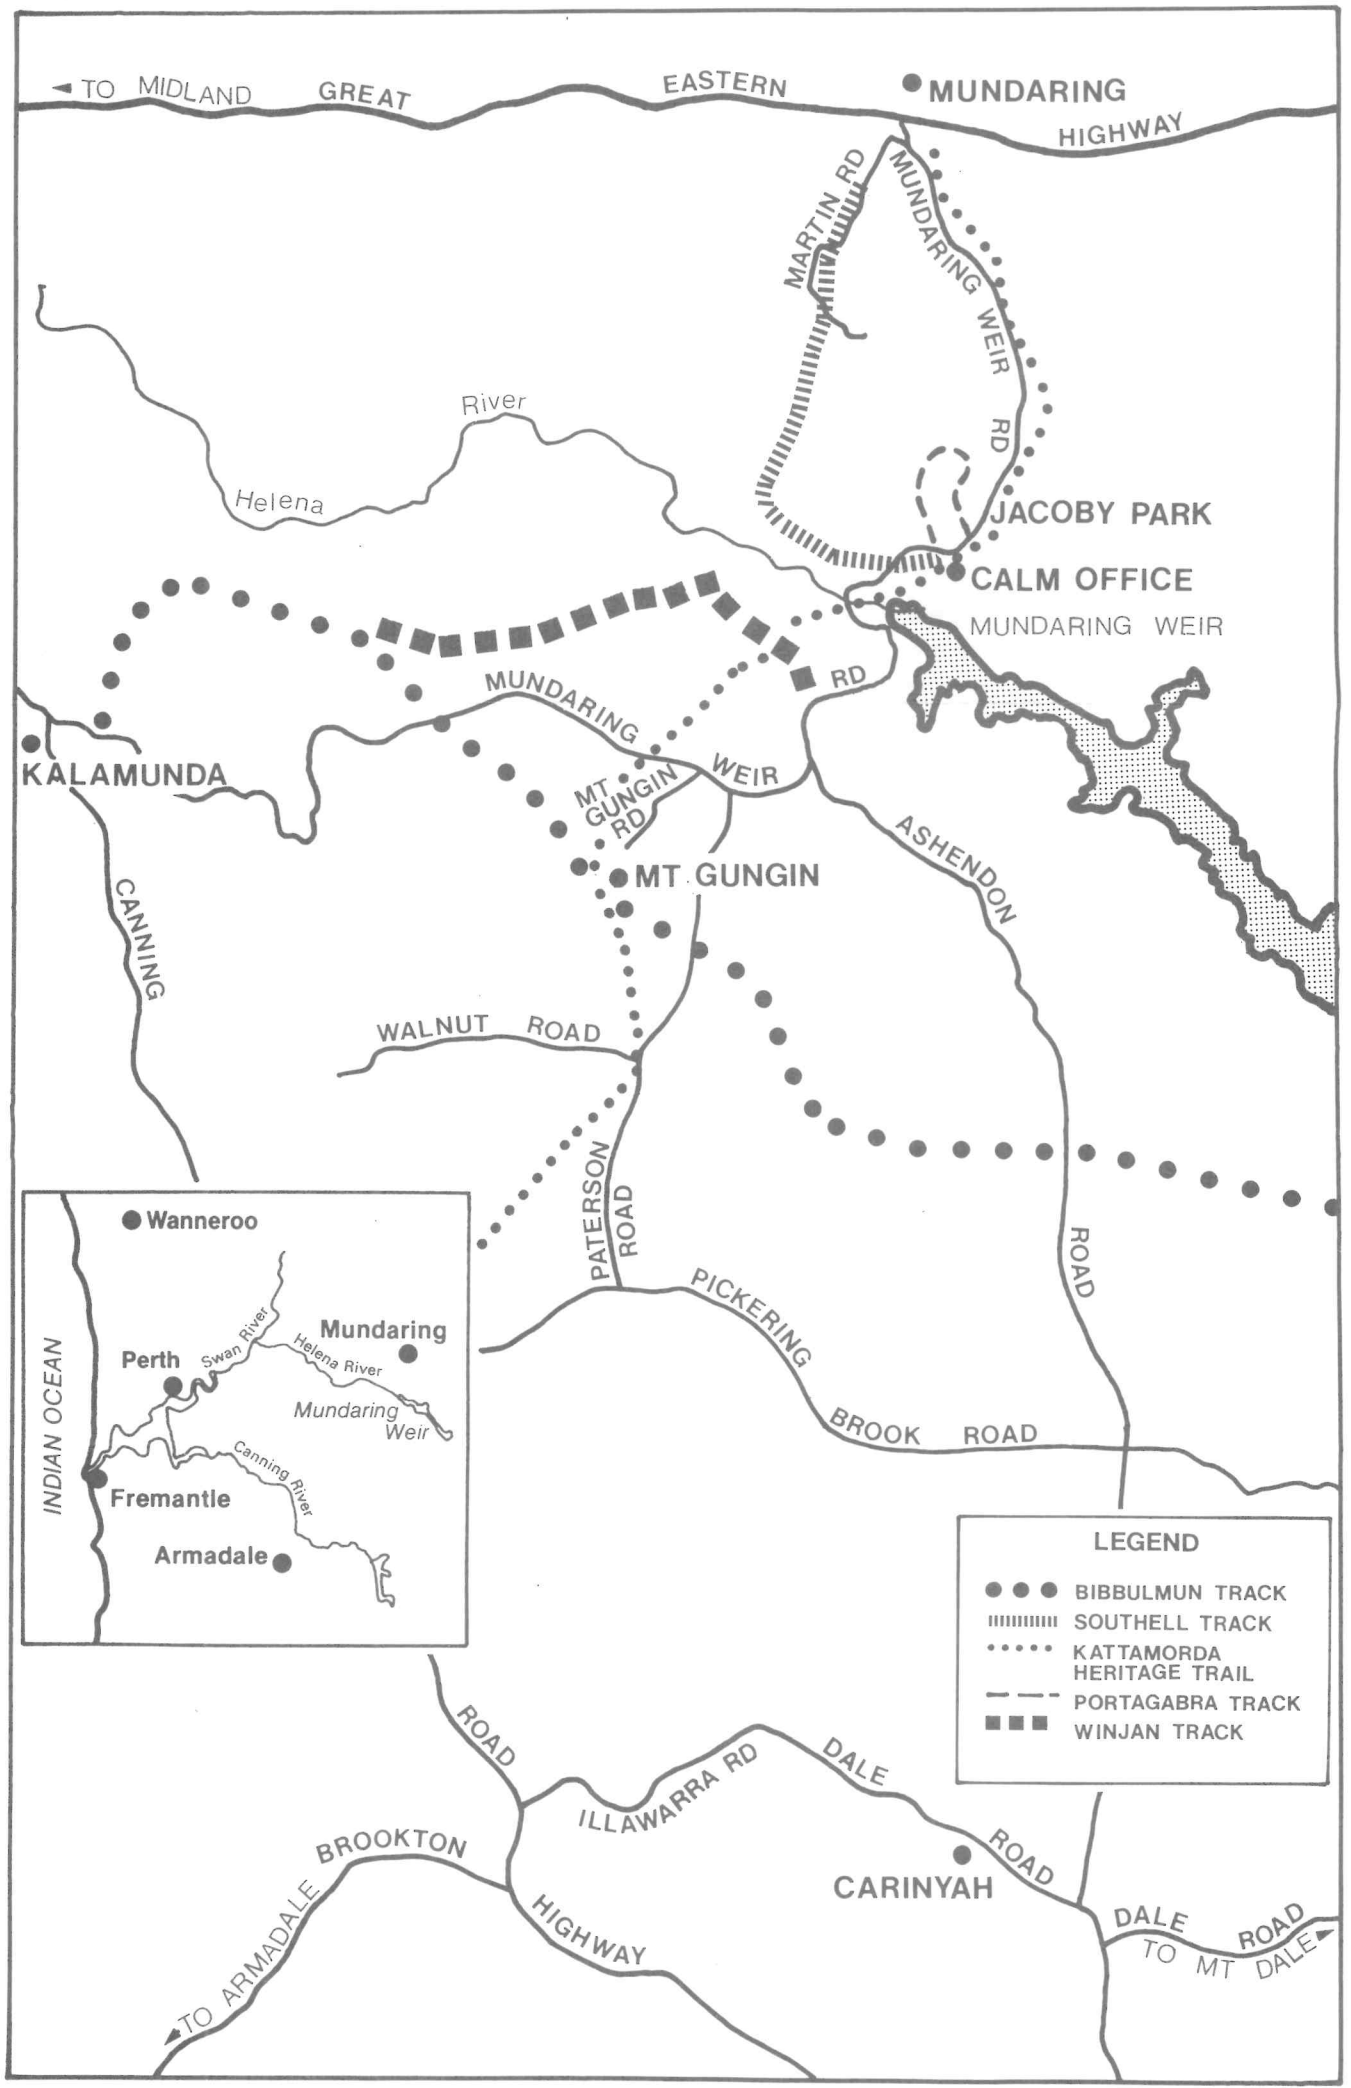 TO MIDLAND
GREAT
EASTERN
HIGHWAY
MUNDARING
MARTIN RD
MUNDARING WEIR RD
River
Helena
JACOBY PARK
CALM OFFICE
MUNDARING WEIR
MUNDARING
WEIR
RD
KALAMUNDA
MT
GUNGIN
RD
MT GUNGIN
ASHENDON
ROAD
CANNING
WALNUT ROAD
PATERSON
ROAD
PICKERING
BROOK ROAD
Wanneroo
INDIAN OCEAN
Perth
Swan River
Mundaring
Helena River
Mundaring
Weir
Canning River
Fremantle
Armadale
LEGEND
BIBBULMUN TRACK
SOUTHELL TRACK
KATTAMORDA
HERITAGE TRAIL
PORTAGABRA TRACK
WINJAN TRACK
ROAD
ILLAWARRA RD
DALE
ROAD
BROOKTON
HIGHWAY
TO ARMADALE
CARINYAH
DALE ROAD
TO MT DALE